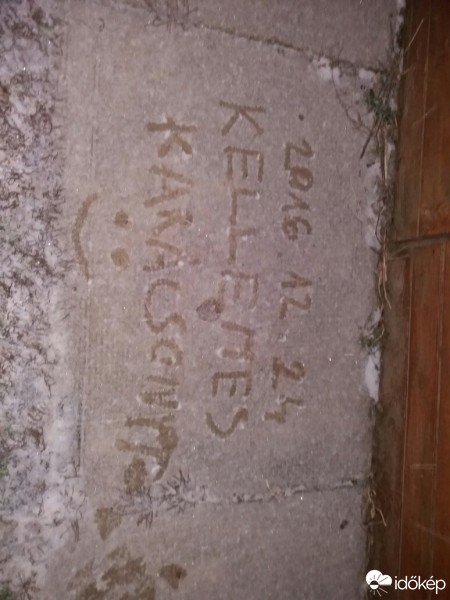 2016.12.24
KELLEMES
KARÁCSONYT
:)
időkép